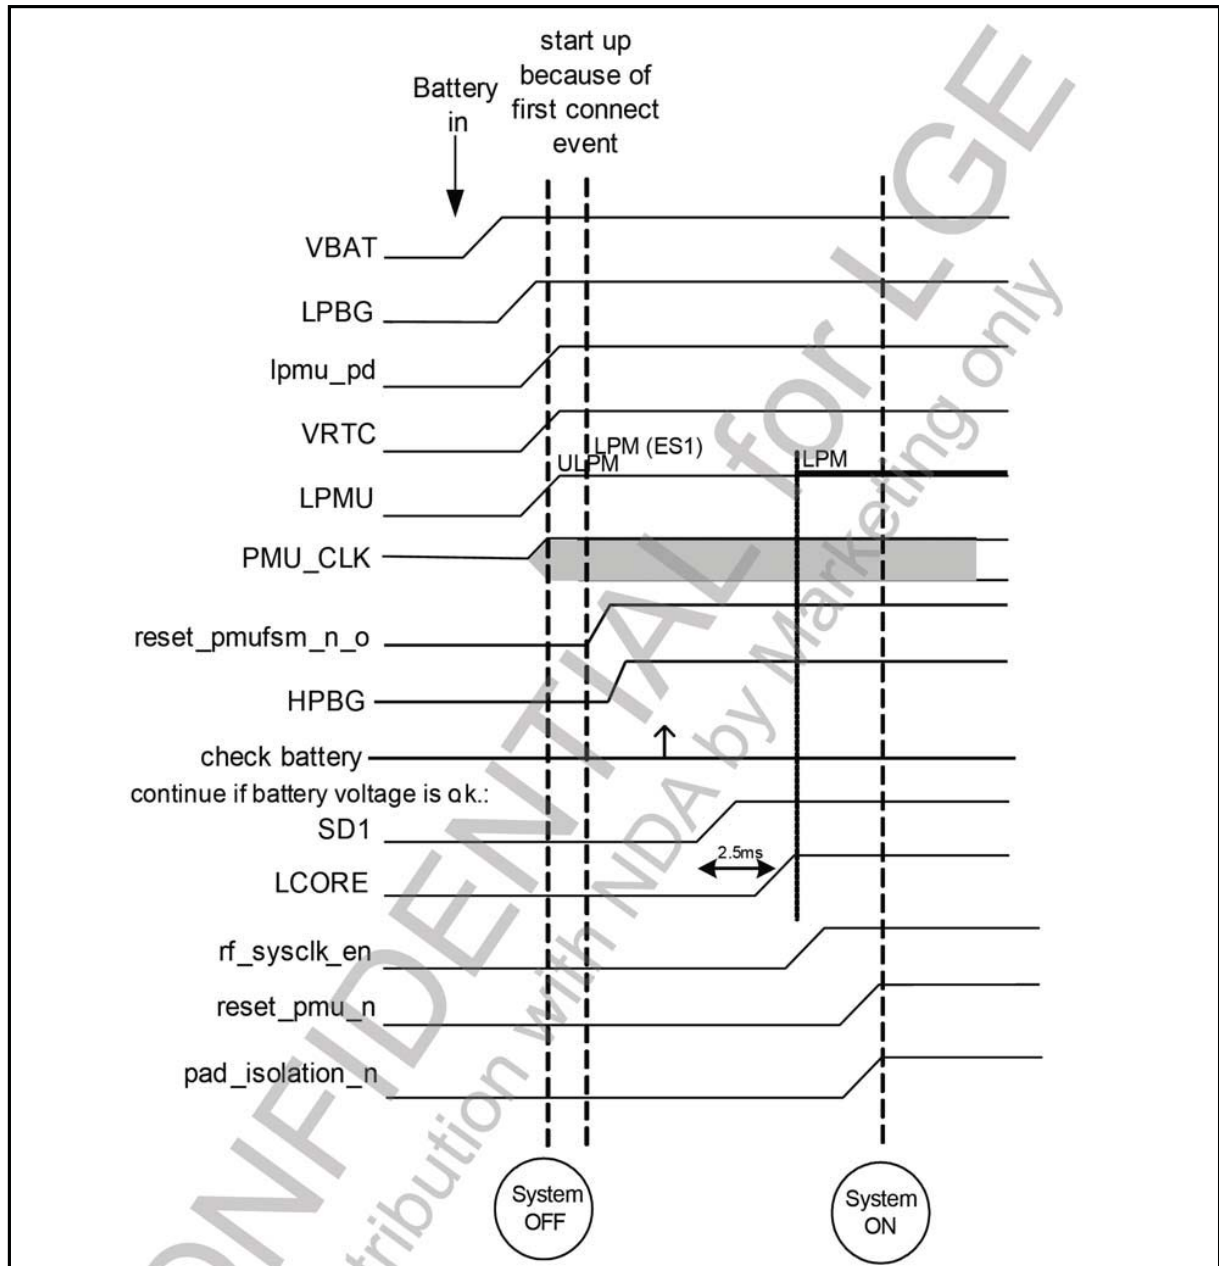 start up
because of
first connect
event
Battery
in
VBAT
LPBG
lpmu_pd
VRTC
LPM (ES1)
ULPM
LPM
LPMU
PMU_CLK
reset_pmufsm_n_o
HPBG
check battery
continue if battery voltage is ok.:
SD1
2.5ms
LCORE
rf_sysclk_en
reset_pmu_n
pad_isolation_n
System
OFF
System
ON
ONFIDENTIAL for LGE
tribution with NDA by Marketing only